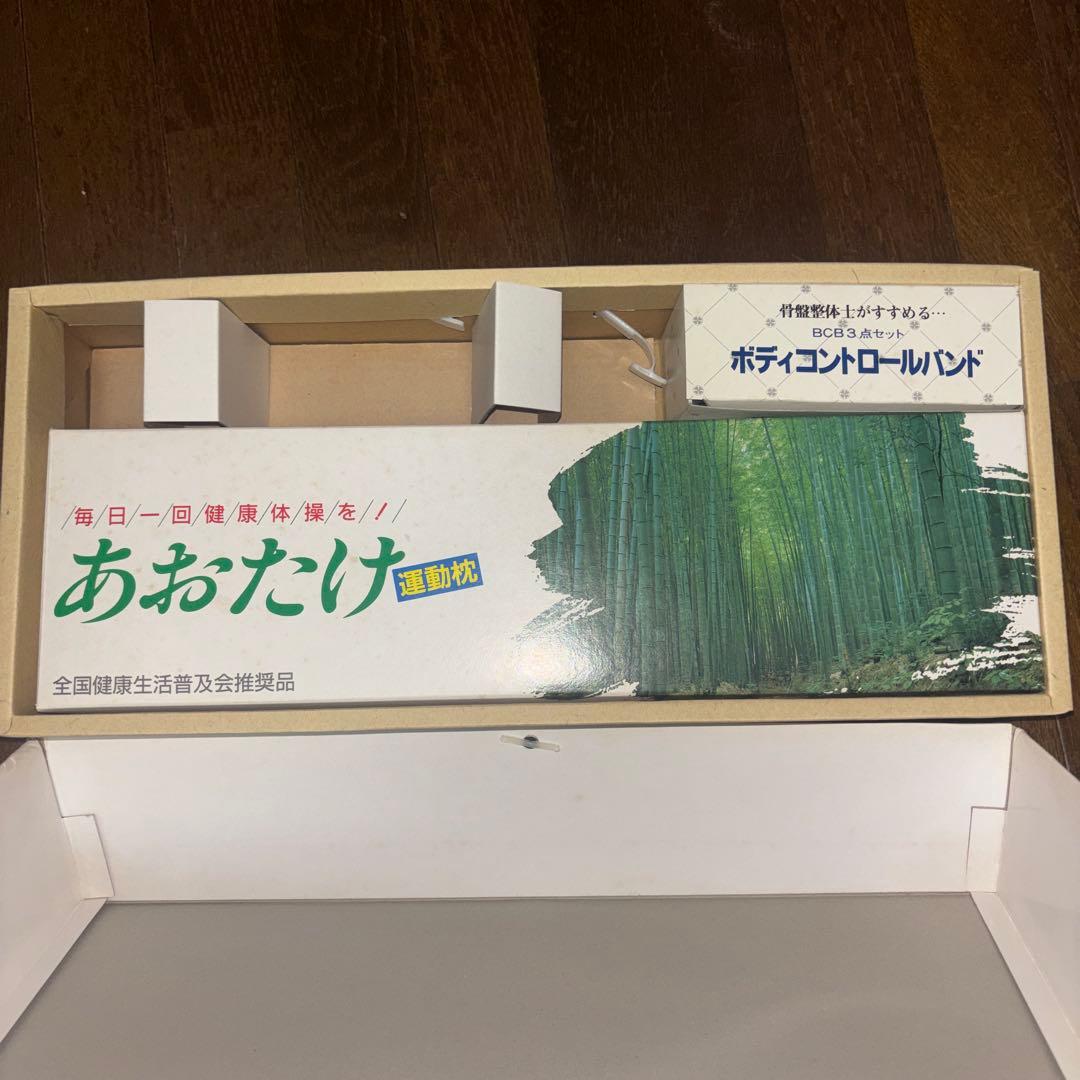 骨盤整体士がすすめる…
BCB3点セット
ボディコントロールバンド
毎日一回健康体操を!
あおたけ運動枕
全国健康生活普及会推奨品